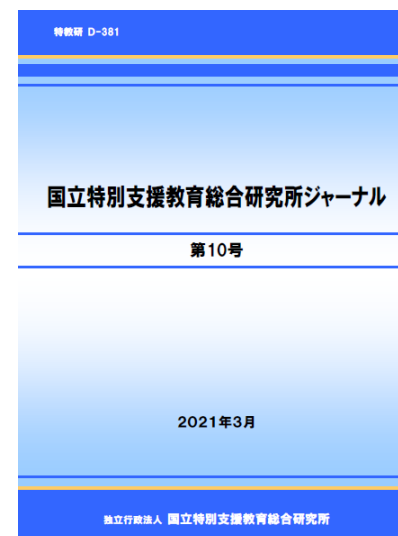 特教研 D-381
国立特別支援教育総合研究所ジャーナル
第10号
2021年3月
独立行政法人 国立特別支援教育総合研究所